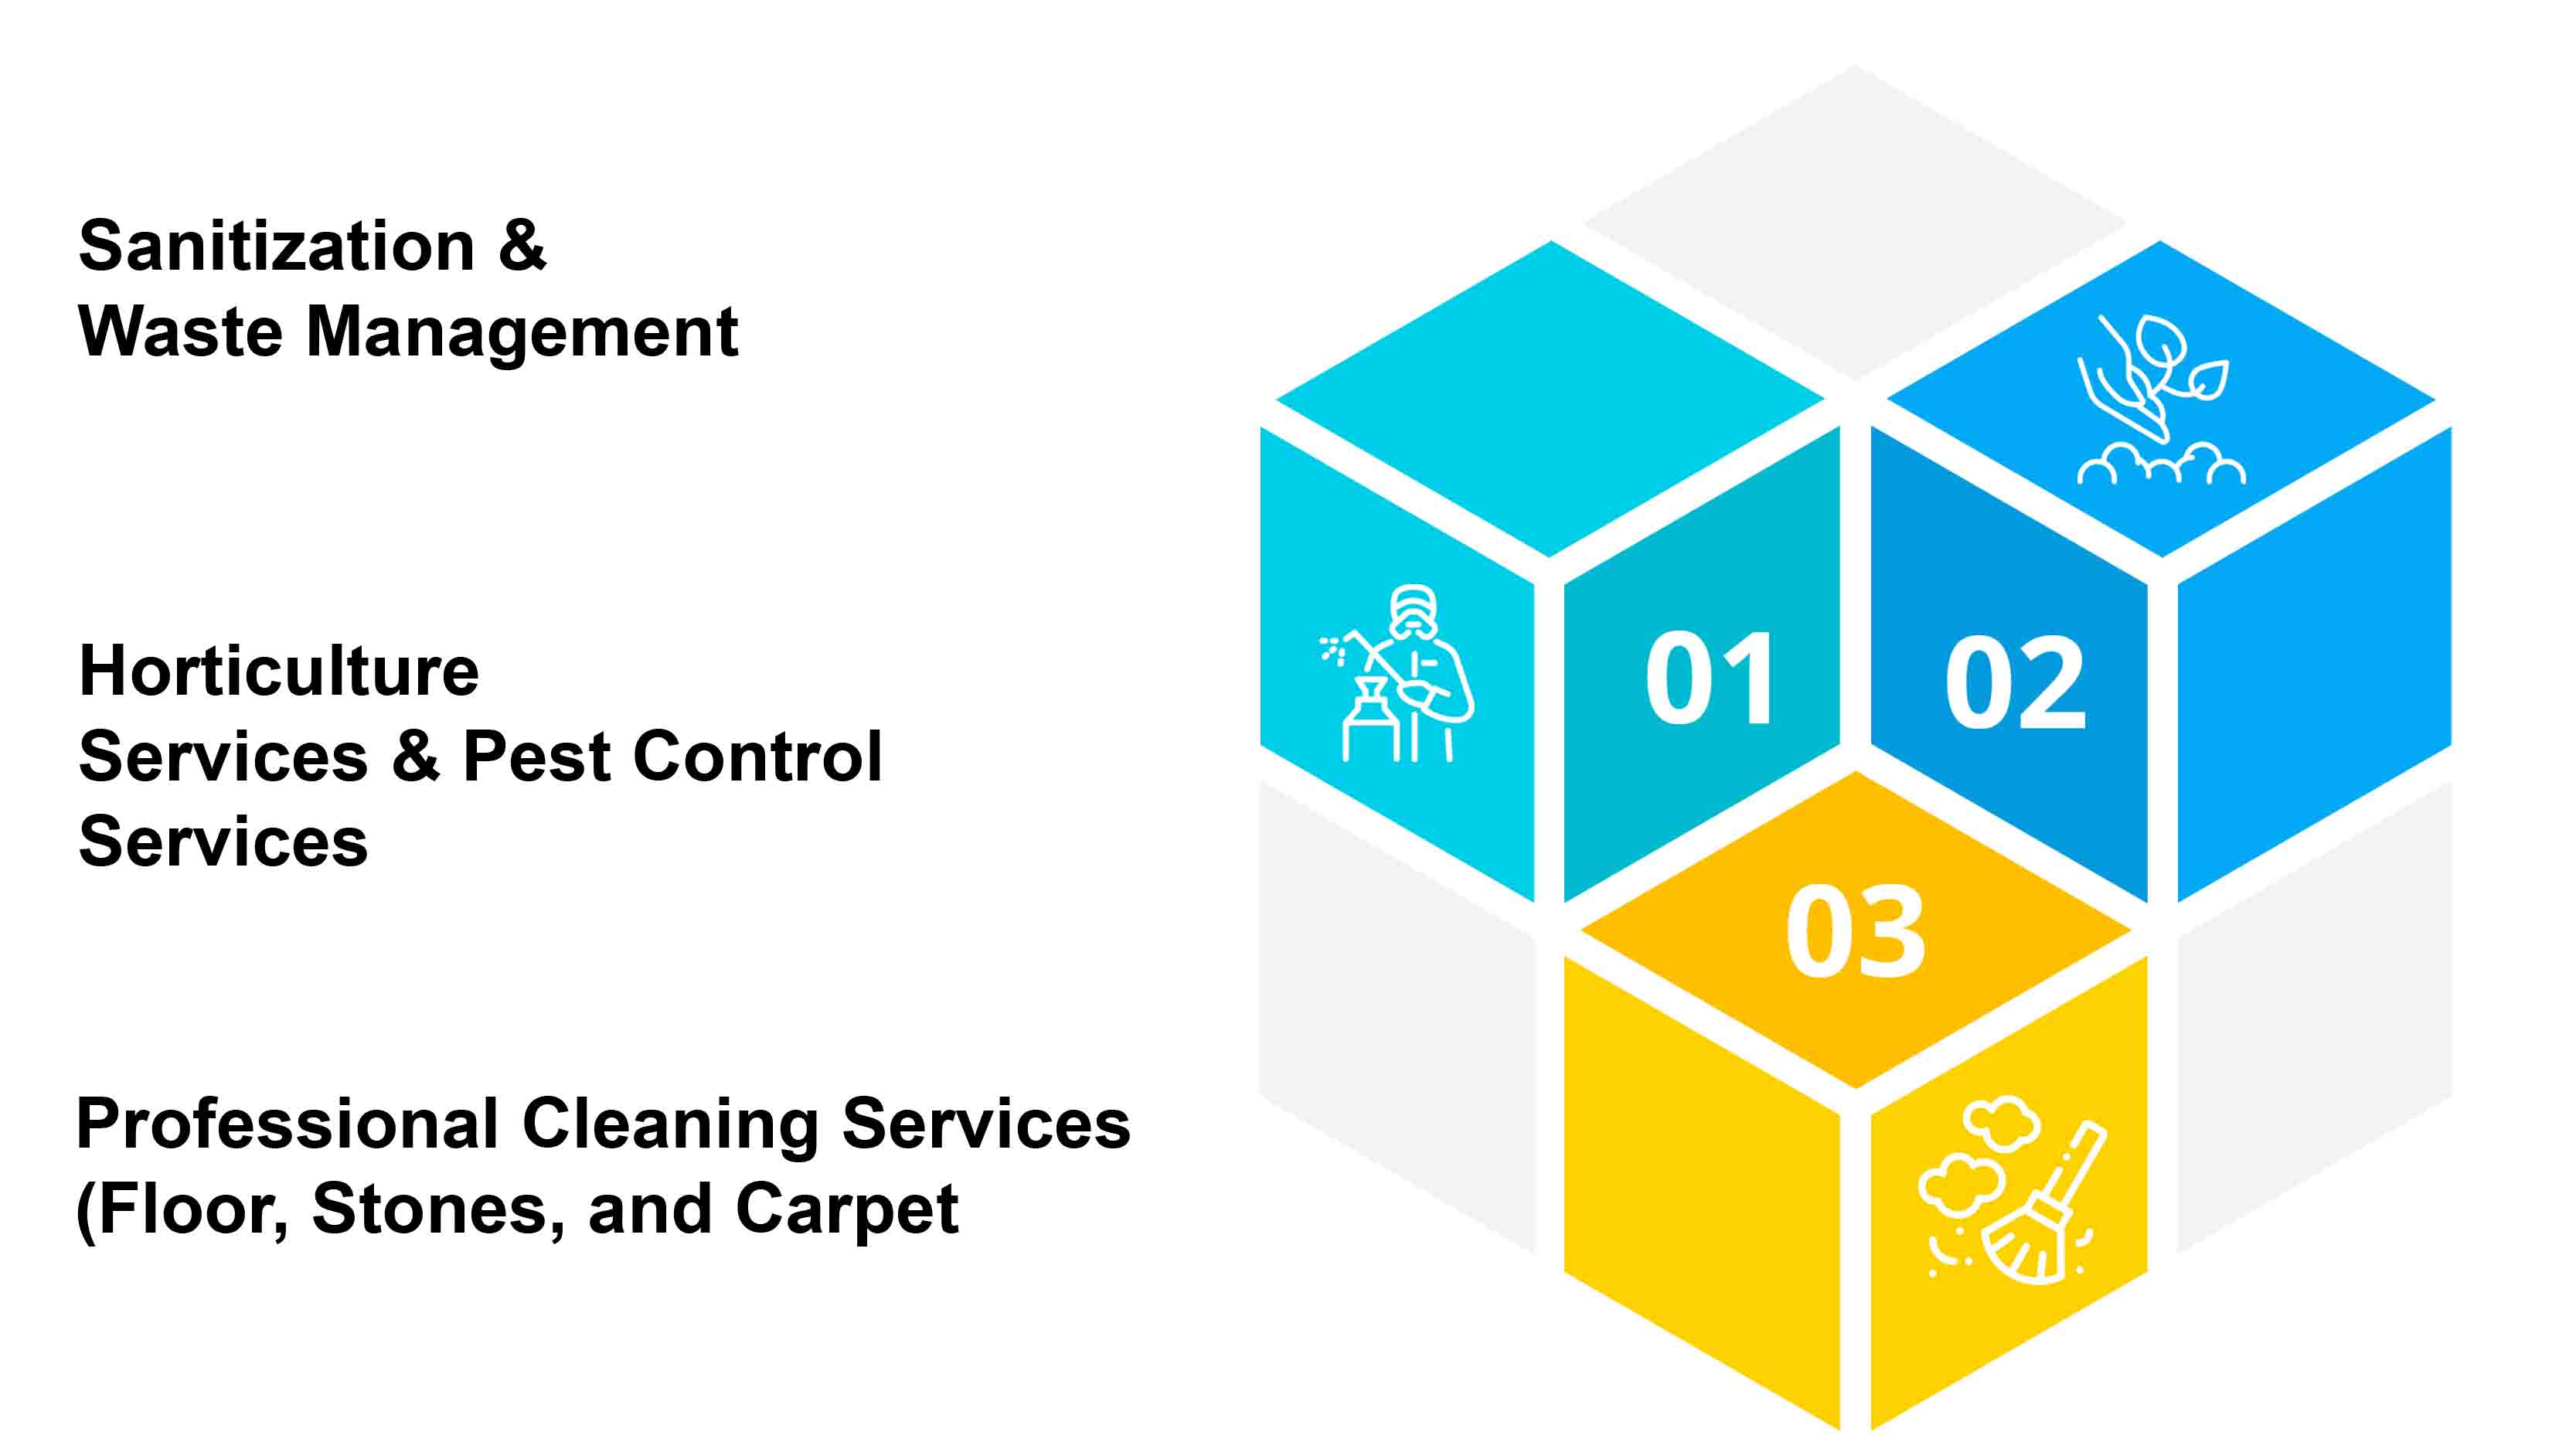 Sanitization &
Waste Management
Horticulture
Services & Pest Control
Services
Professional Cleaning Services
(Floor, Stones, and Carpet
01
02
03